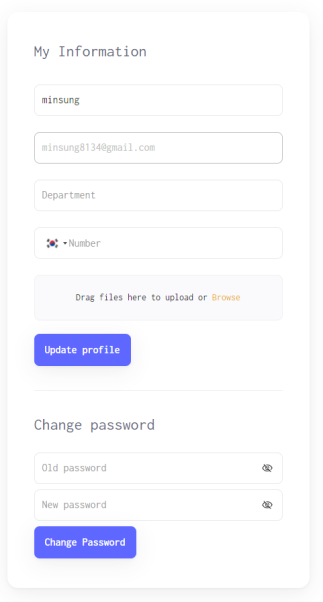 My Information
minsung
minsung8134@gmail.com
Department
Number
Drag files here to upload or Browse
Update profile
Change password
Old password
New password
Change Password